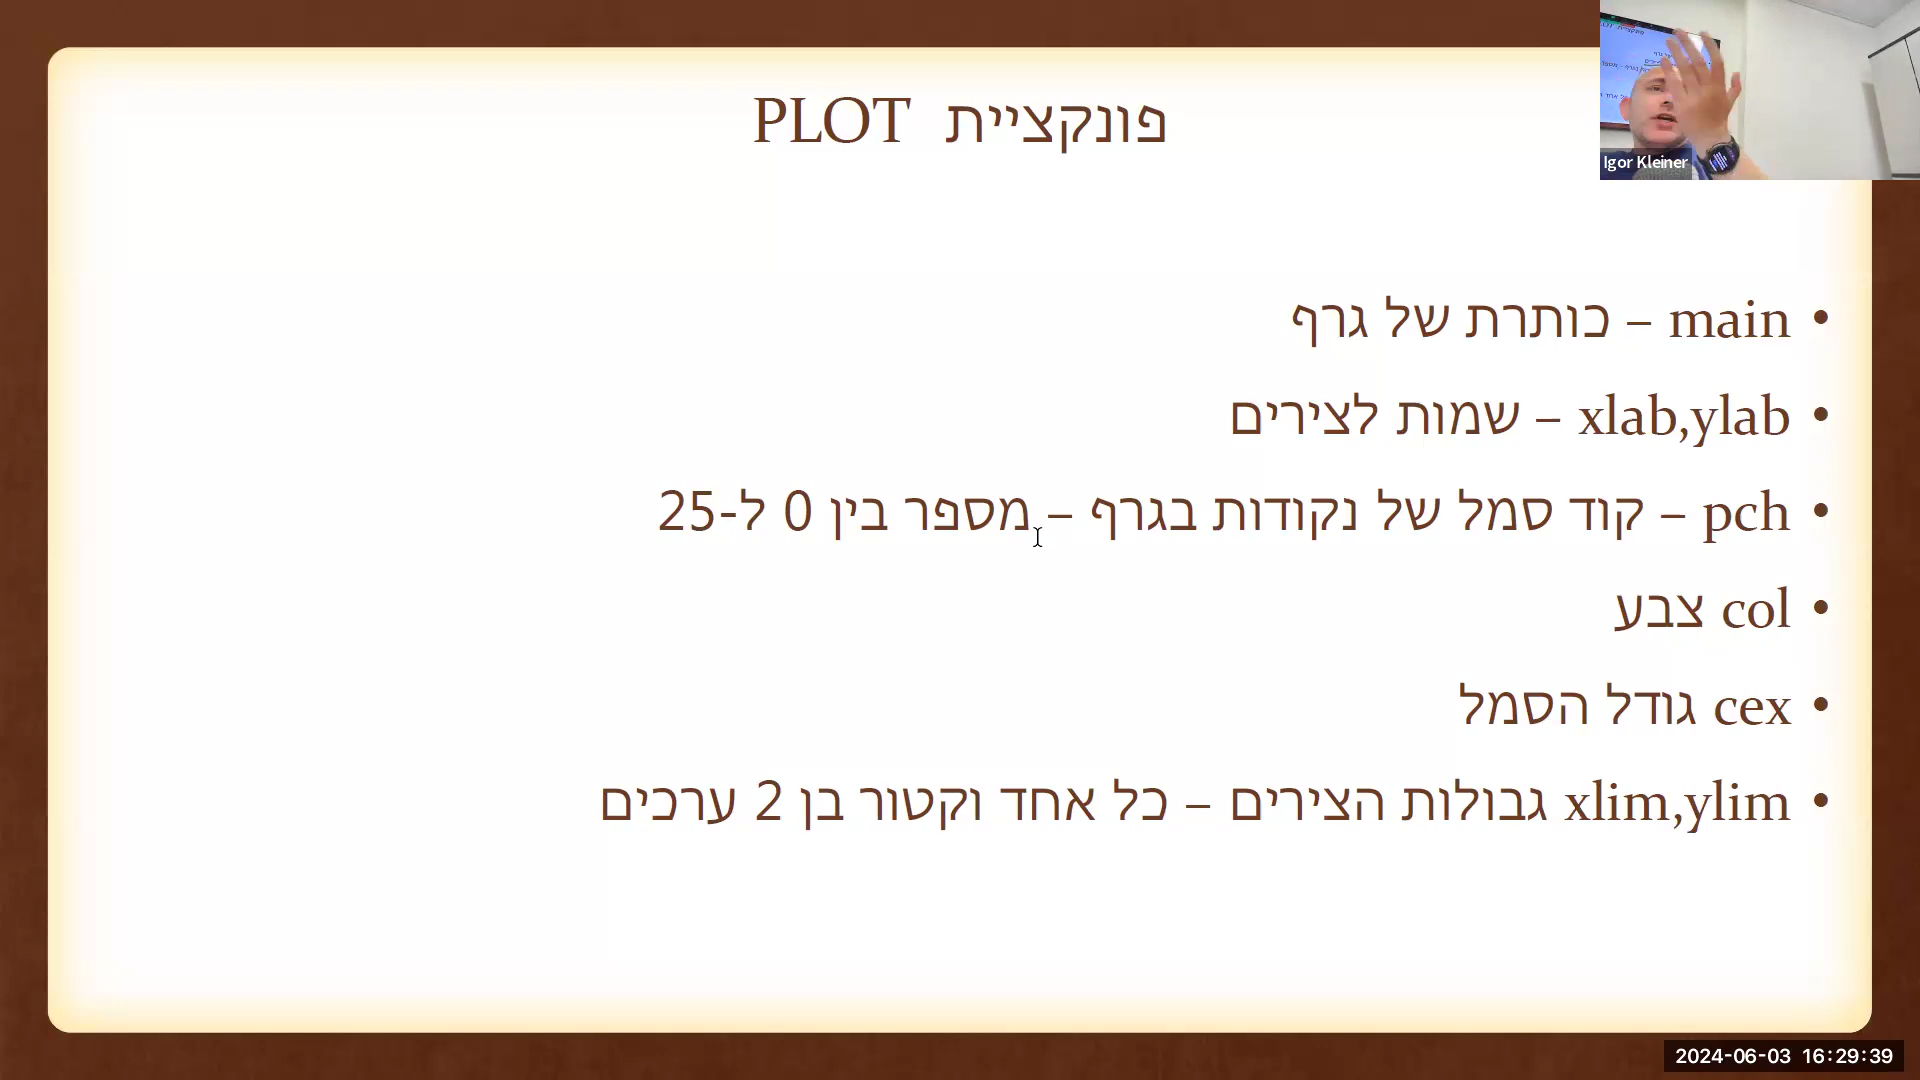 פונקציית PLOT
• main – כותרת של גרף
• xlab,ylab – שמות לצירים
• pch – קוד סמל של נקודות בגרף – מספר בין 0 ל-25
• col צבע
• cex גודל הסמל
• xlim,ylim גבולות הצירים – כל אחד וקטור בן 2 ערכים
Igor Kleiner
2024-06-03 16:29:39